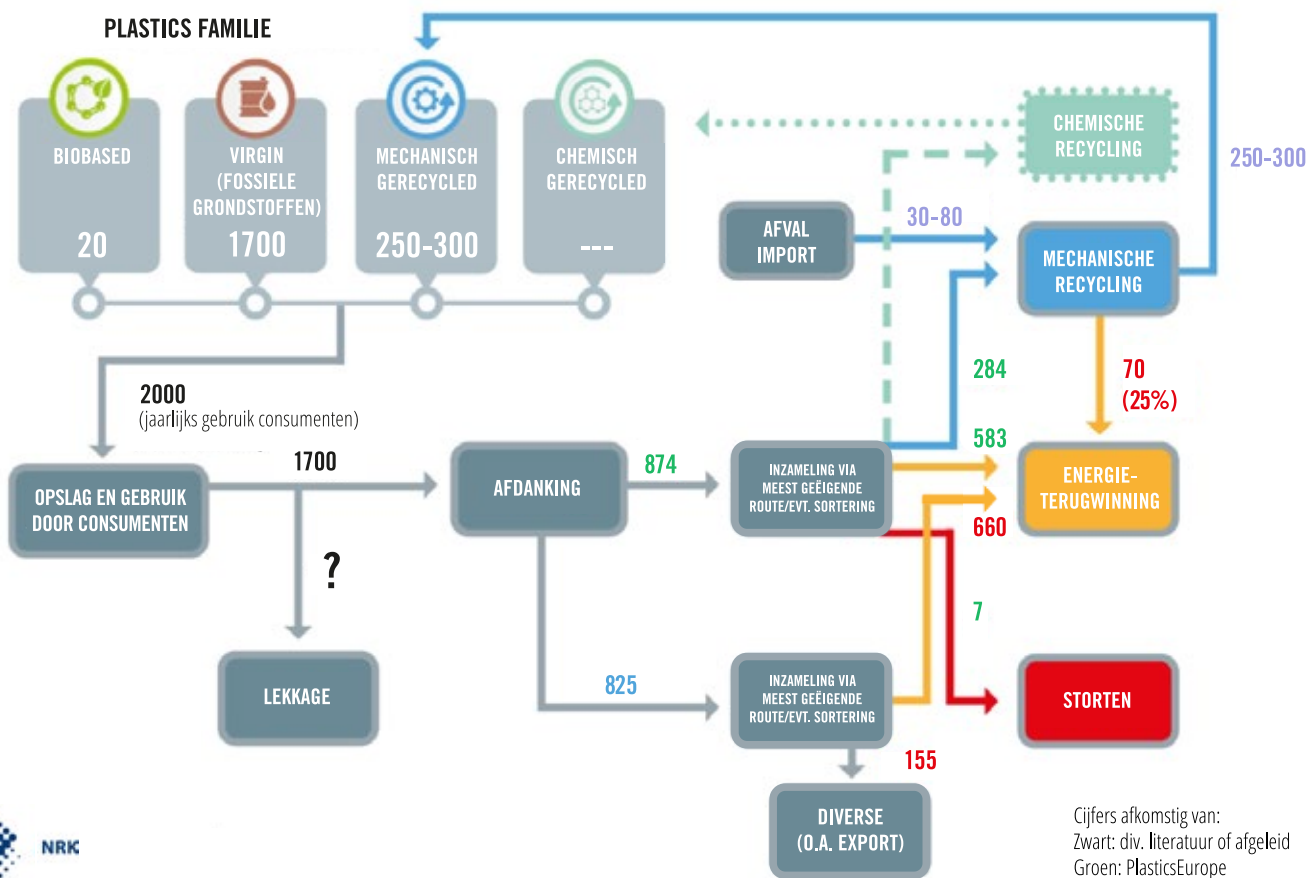 PLASTICS FAMILIE
BIOBASED
20
VIRGIN
(FOSSIELE
GRONDSTOFFEN)
1700
MECHANISCH
GERECYCLED
250-300
CHEMISCH
GERECYCLED
---
CHEMISCHE
RECYCLING
250-300
AFVAL
IMPORT
30-80
MECHANISCHE
RECYCLING
284
70
(25%)
2000
(jaarlijks gebruik consumenten)
OPSLAG EN GEBRUIK
DOOR CONSUMENTEN
1700
AFDANKING
874
INZAMELING VIA
MEEST GEËIGENDE
ROUTE/EVT. SORTERING
583
660
ENERGIE-
TERUGWINNING
?
7
LEKKAGE
825
INZAMELING VIA
MEEST GEËIGENDE
ROUTE/EVT. SORTERING
STORTEN
155
DIVERSE
(O.A. EXPORT)
NRK
Cijfers afkomstig van:
Zwart: div. literatuur of afgeleid
Groen: PlasticsEurope